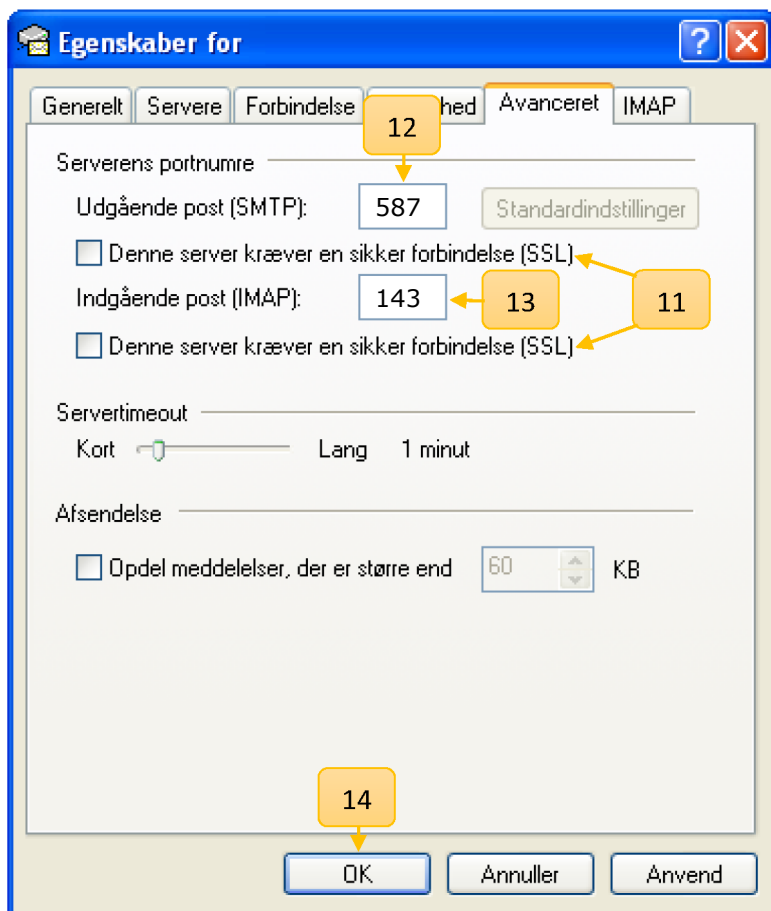 Egenskaber for
Generelt Servere Forbindelse hed Avanceret IMAP
12
Serverens portnumre
Udgående post (SMTP): 587 Standardindstillinger
Denne server kræver en sikker forbindelse (SSL)
Indgående post (IMAP): 143 13 11
Denne server kræver en sikker forbindelse (SSL)
Servertimeout
Kort Lang 1 minut
Afsendelse
Opdel meddelelser, der er større end 60 KB
14
OK Annuller Anvend